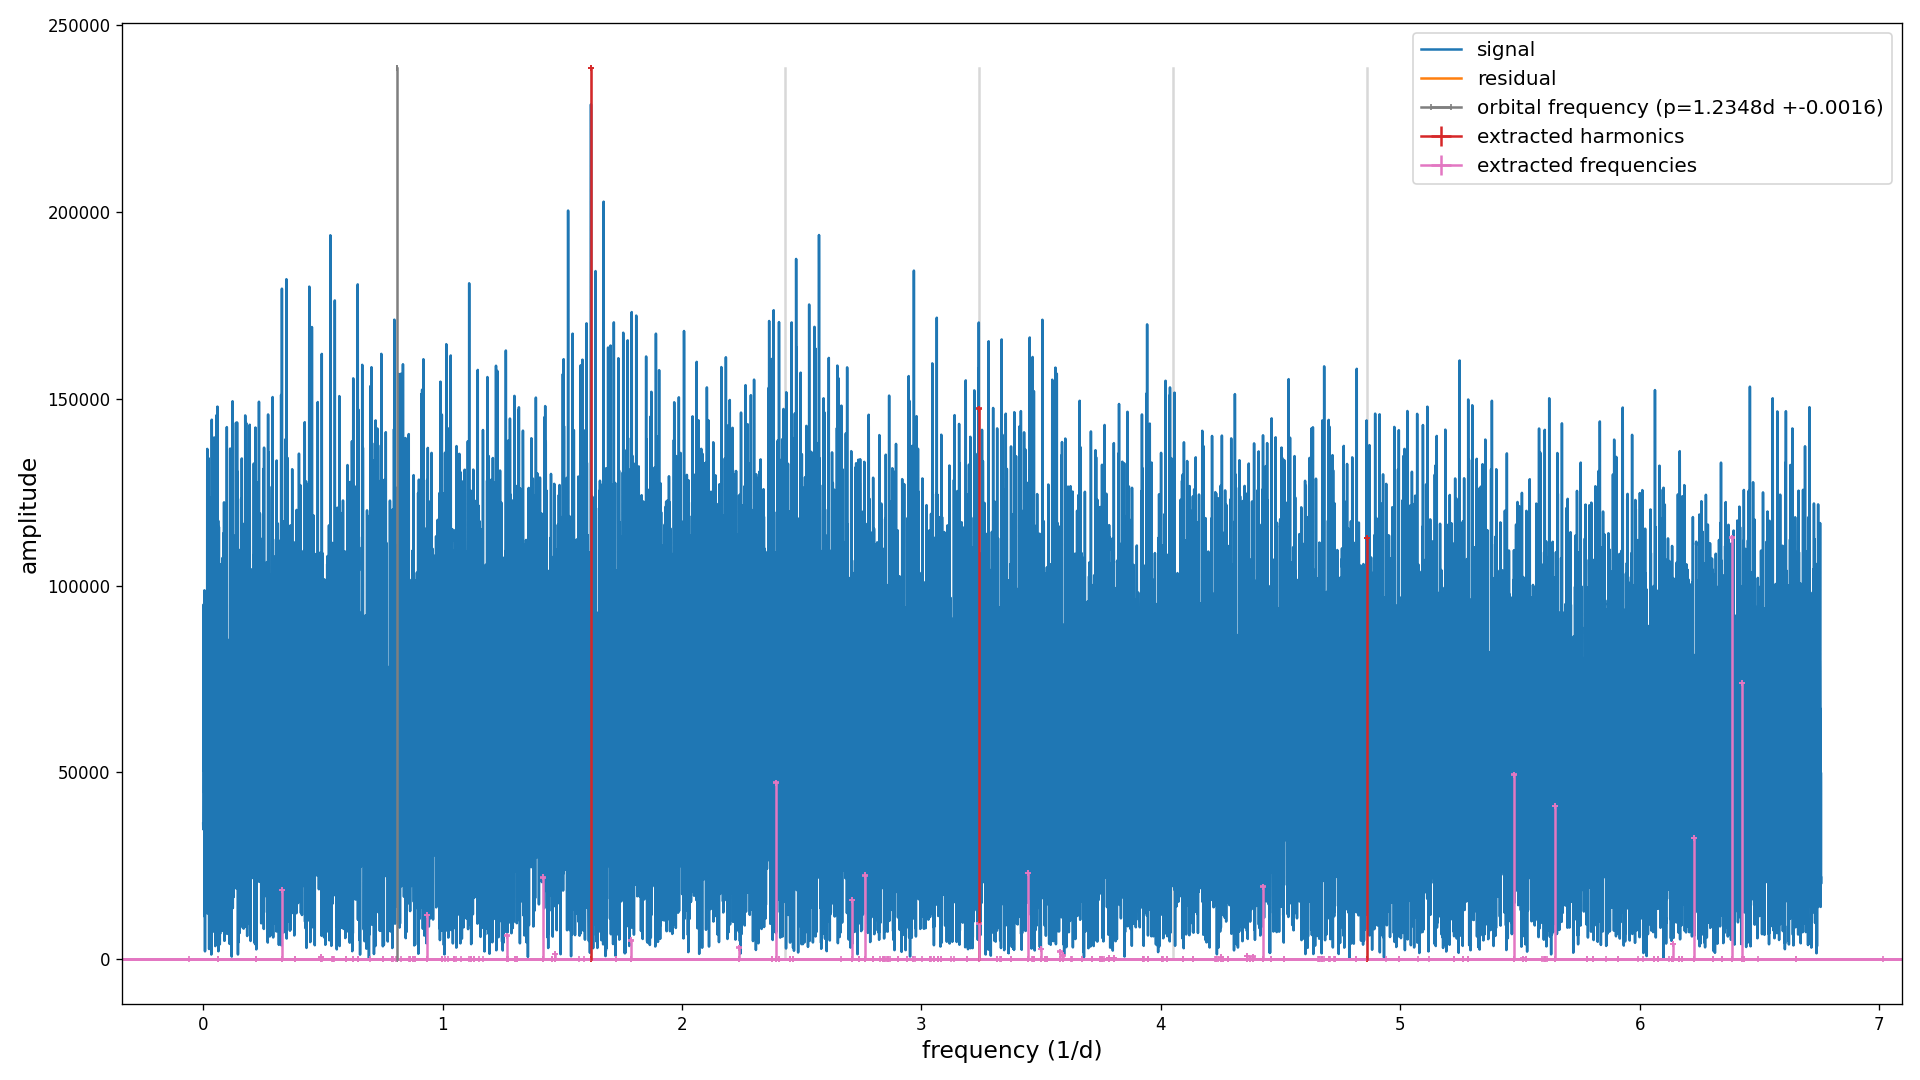 250000
200000
150000
100000
50000
0
amplitude
0 1 2 3 4 5 6 7
frequency (1/d)
signal
residual
orbital frequency (p=1.2348d +-0.0016)
extracted harmonics
extracted frequencies